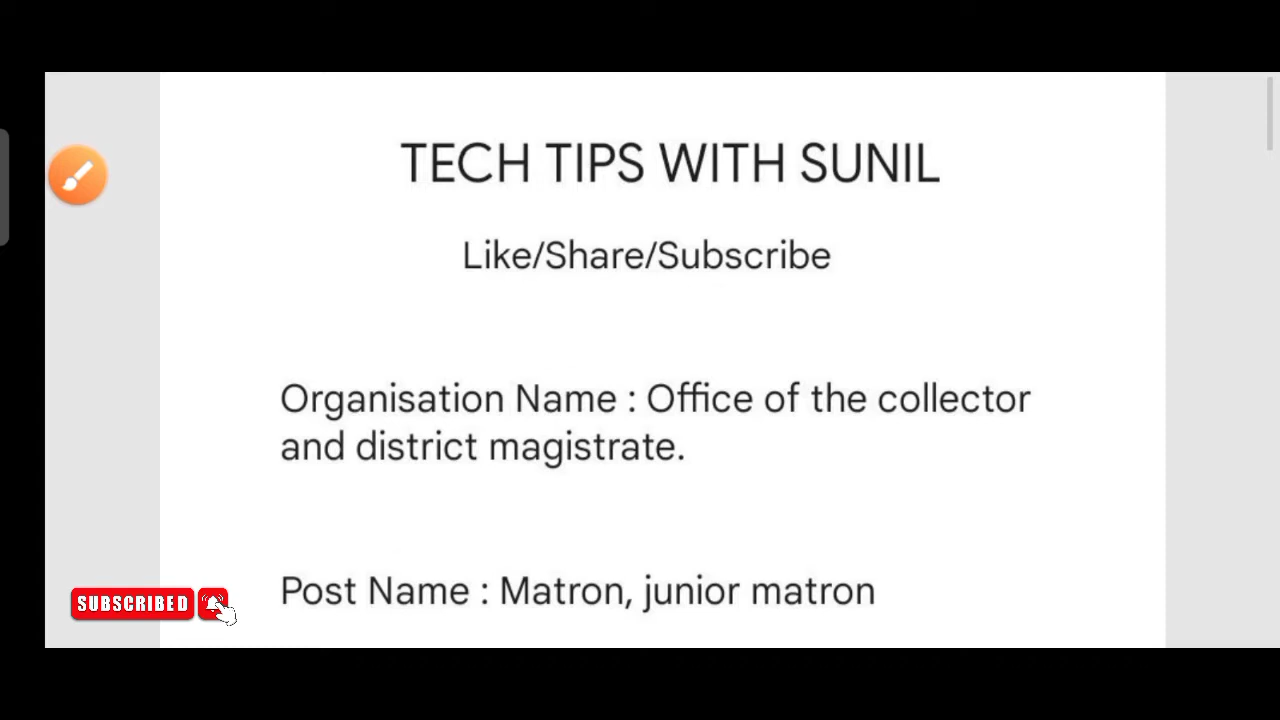 TECH TIPS WITH SUNIL
Like/Share/Subscribe
Organisation Name : Office of the collector
and district magistrate.
Post Name : Matron, junior matron
SUBSCRIBED